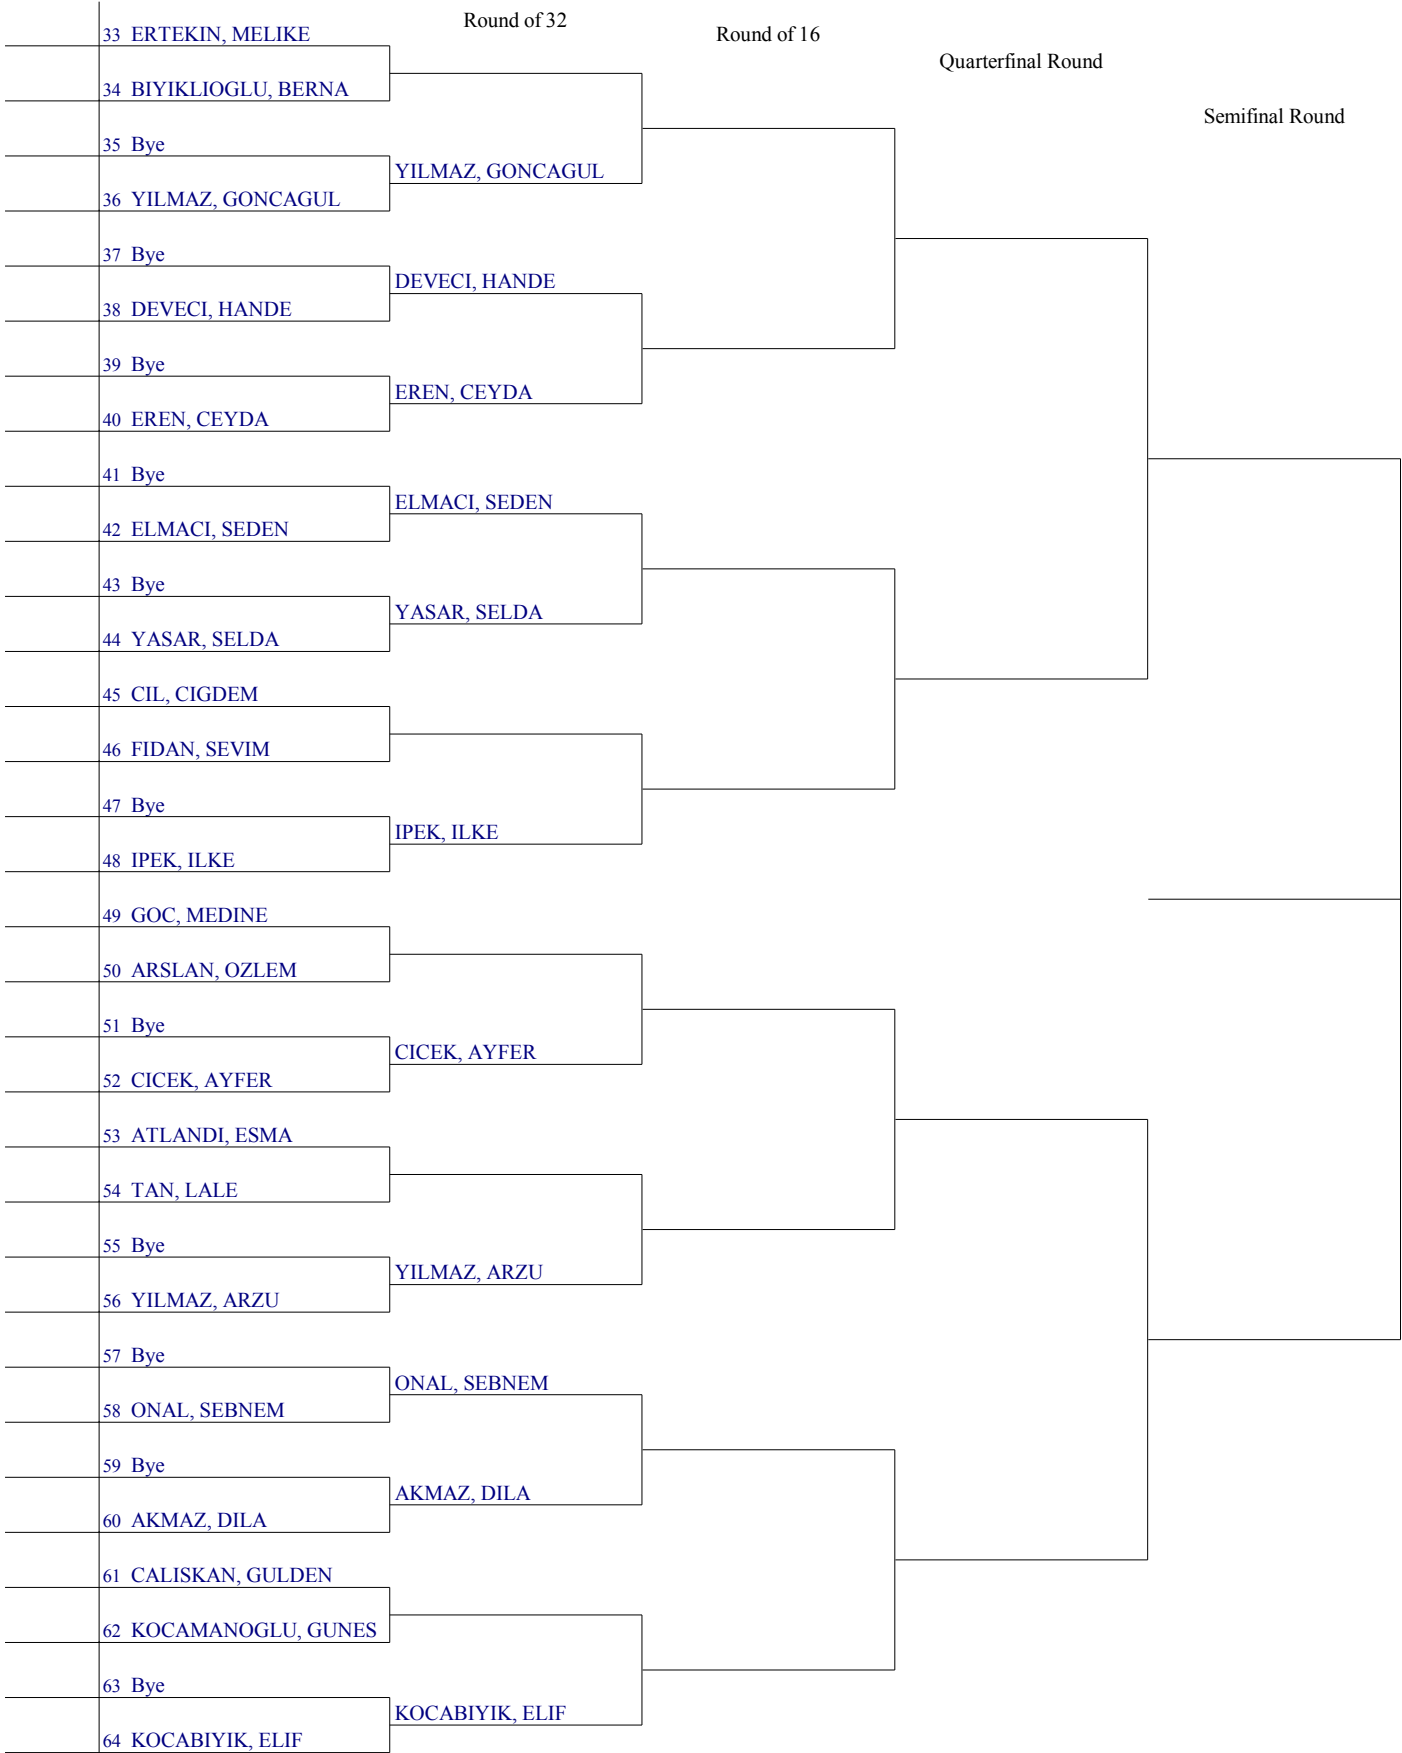 Round of 32
Round of 16
Quarterfinal Round
Semifinal Round
33 ERTEKIN, MELIKE
34 BIYIKLIOGLU, BERNA
35 Bye
YILMAZ, GONCAGUL
36 YILMAZ, GONCAGUL
37 Bye
DEVECI, HANDE
38 DEVECI, HANDE
39 Bye
EREN, CEYDA
40 EREN, CEYDA
41 Bye
ELMACI, SEDEN
42 ELMACI, SEDEN
43 Bye
YASAR, SELDA
44 YASAR, SELDA
45 CIL, CIGDEM
46 FIDAN, SEVIM
47 Bye
IPEK, ILKE
48 IPEK, ILKE
49 GOC, MEDINE
50 ARSLAN, OZLEM
51 Bye
CICEK, AYFER
52 CICEK, AYFER
53 ATLANDI, ESMA
54 TAN, LALE
55 Bye
YILMAZ, ARZU
56 YILMAZ, ARZU
57 Bye
ONAL, SEBNEM
58 ONAL, SEBNEM
59 Bye
AKMAZ, DILA
60 AKMAZ, DILA
61 CALISKAN, GULDEN
62 KOCAMANOGLU, GUNES
63 Bye
KOCABIYIK, ELIF
64 KOCABIYIK, ELIF